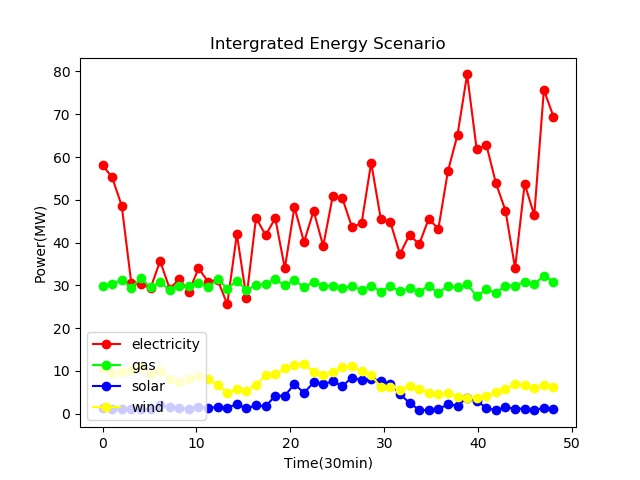 Intergrated Energy Scenario
Power(MW)
80
70
60
50
40
30
20
10
0
electricity
gas
solar
wind
0 10 20 30 40 50
Time(30min)